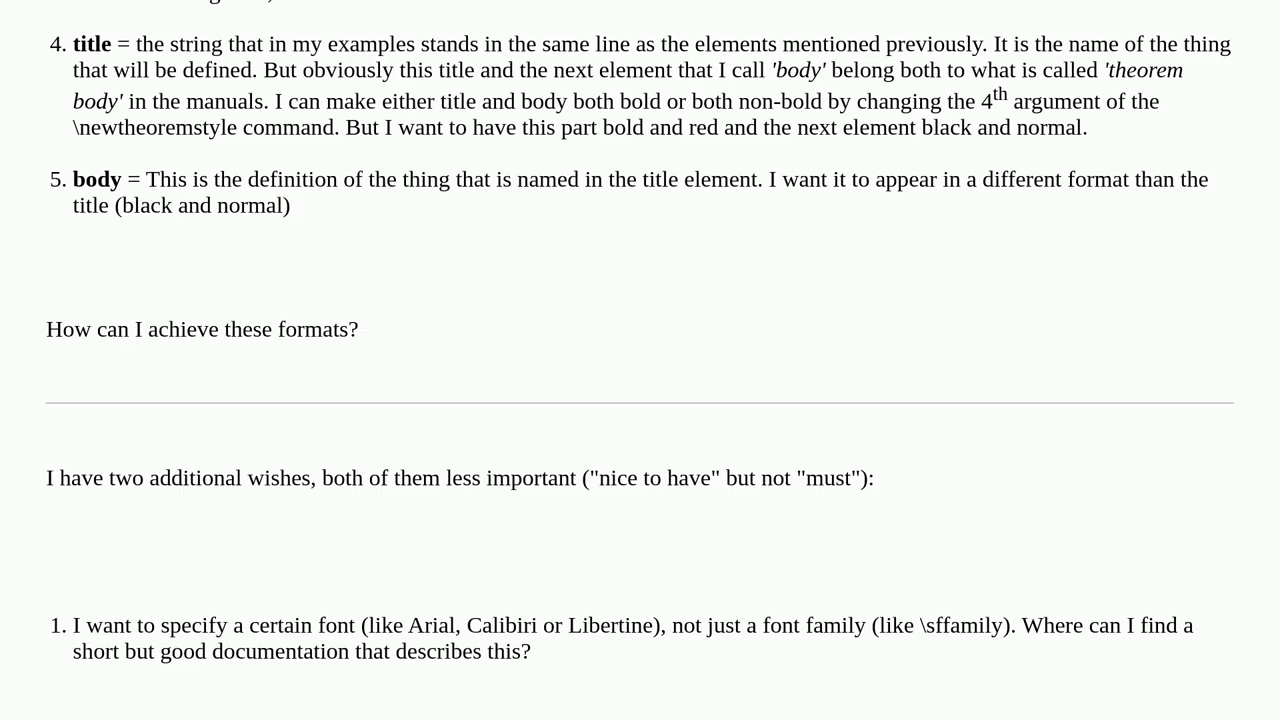 4. title = the string that in my examples stands in the same line as the elements mentioned previously. It is the name of the thing
that will be defined. But obviously this title and the next element that I call 'body' belong both to what is called 'theorem
body' in the manuals. I can make either title and body both bold or both non-bold by changing the 4th argument of the
\newtheoremstyle command. But I want to have this part bold and red and the next element black and normal.
5. body = This is the definition of the thing that is named in the title element. I want it to appear in a different format than the
title (black and normal)
How can I achieve these formats?
I have two additional wishes, both of them less important ("nice to have" but not "must"):
1. I want to specify a certain font (like Arial, Calibiri or Libertine), not just a font family (like \sffamily). Where can I find a
short but good documentation that describes this?